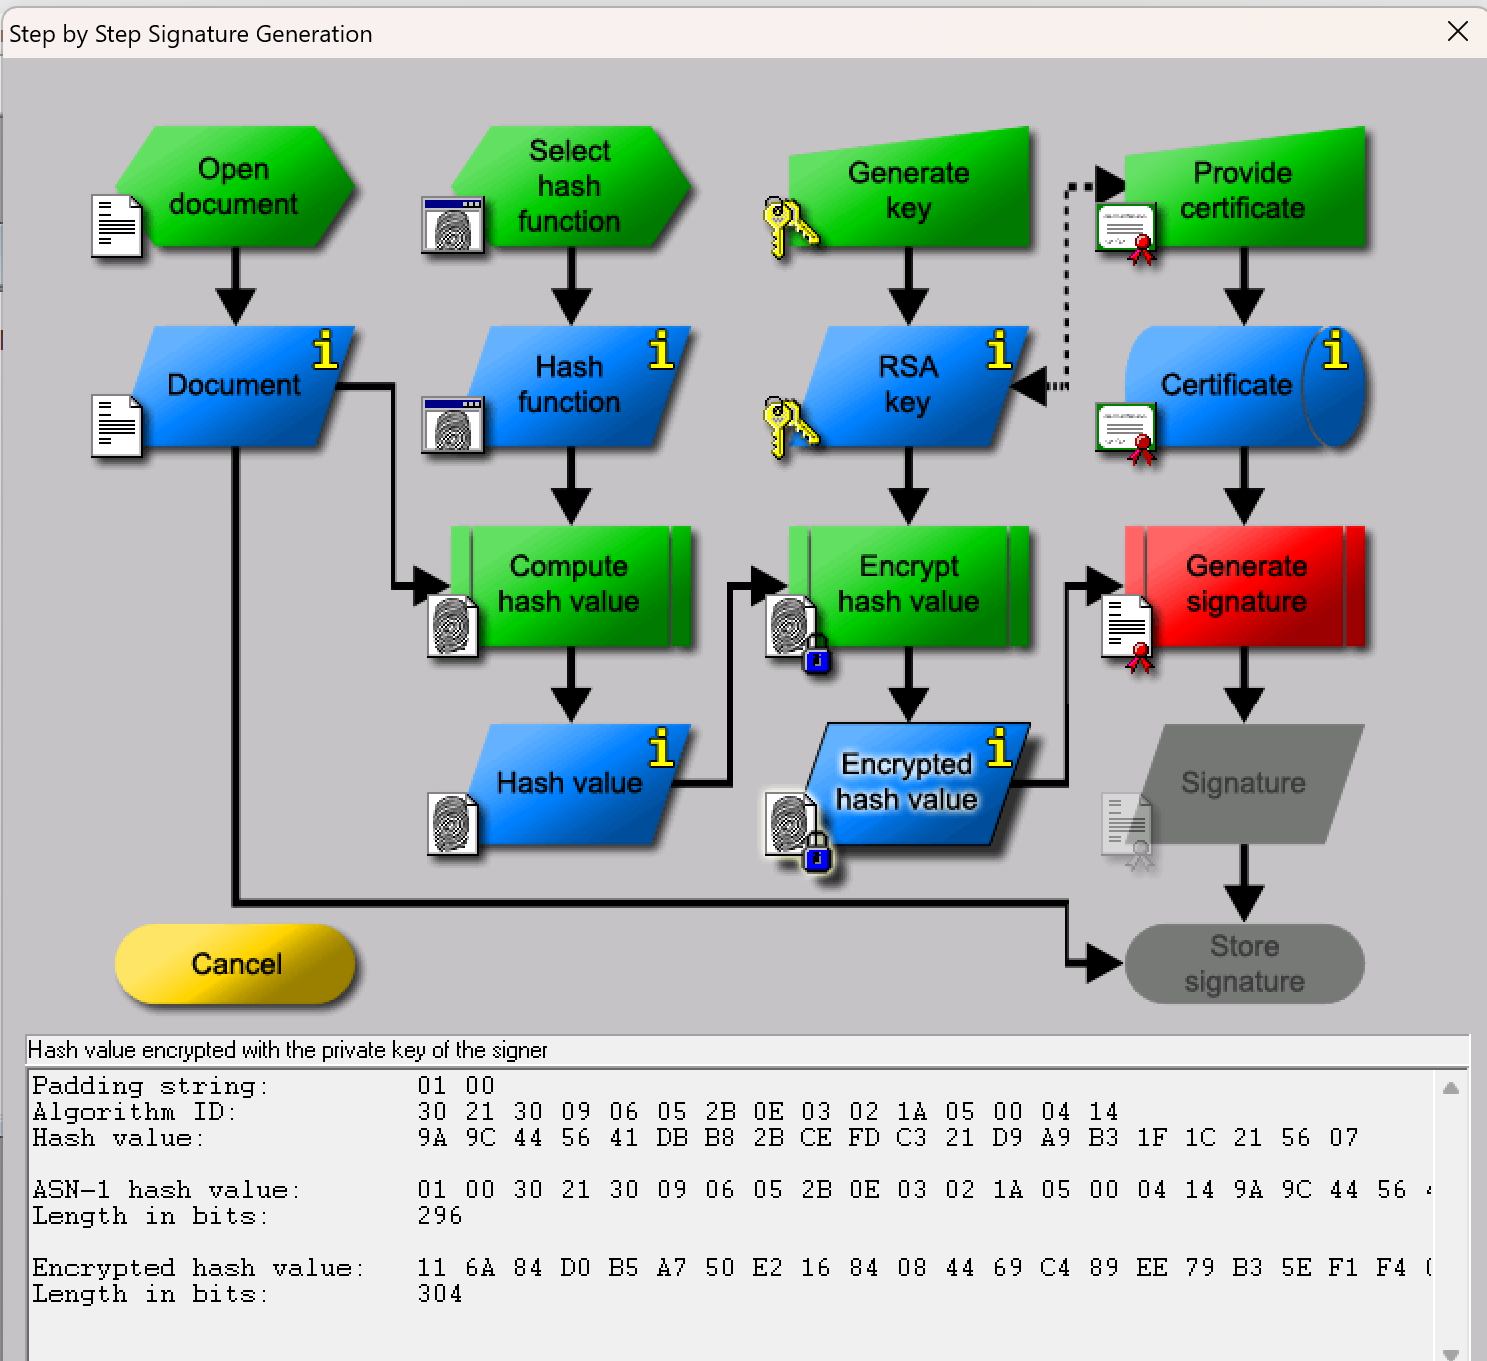 Step by Step Signature Generation
Open
document
Select
hash
function
Generate
key
Provide
certificate
Document
Hash
function
RSA
key
Certificate
Compute
hash value
Encrypt
hash value
Generate
signature
Hash value
Encrypted
hash value
Signature
Cancel
Store
signature
Hash value encrypted with the private key of the signer
Padding string: 01 00
Algorithm ID: 30 21 30 09 06 05 2B 0E 03 02 1A 05 00 04 14
Hash value: 9A 9C 44 56 41 DB B8 2B CE FD C3 21 D9 A9 B3 1F 1C 21 56 07
ASN-1 hash value: 01 00 30 21 30 09 06 05 2B 0E 03 02 1A 05 00 04 14 9A 9C 44 56
Length in bits: 296
Encrypted hash value: 11 6A 84 D0 B5 A7 50 E2 16 84 08 44 69 C4 89 EE 79 B3 5E F1 F4
Length in bits: 304